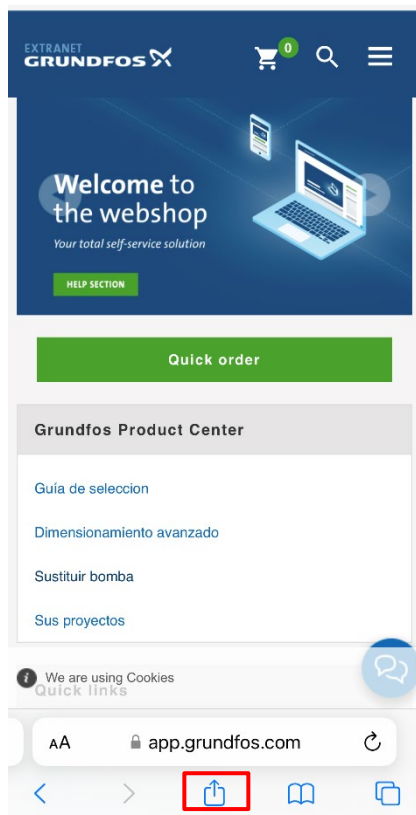 EXTRANET
GRUNDFOS
0
Welcome to
the webshop
Your total self-service solution
HELP SECTION
Quick order
Grundfos Product Center
Guía de seleccion
Dimensionamiento avanzado
Sustituir bomba
Sus proyectos
i We are using Cookies
Quick links
AA app.grundfos.com